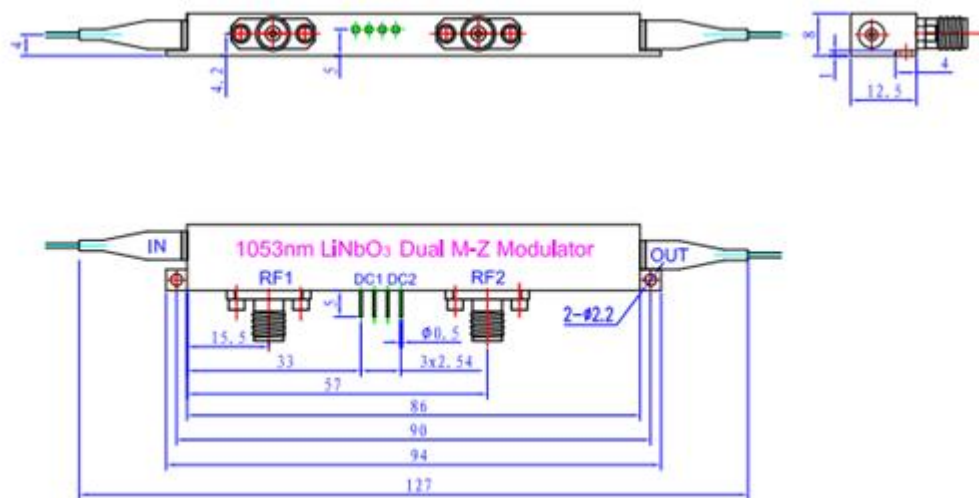 4
4.2
5
8
1
4
12.5
IN
1053nm LiNbO3 Dual M-Z Modulator
OUT
RF1
DC1 DC2
RF2
5
2-ø2.2
15.5
Φ0.5
33
3x2.54
57
86
90
94
127